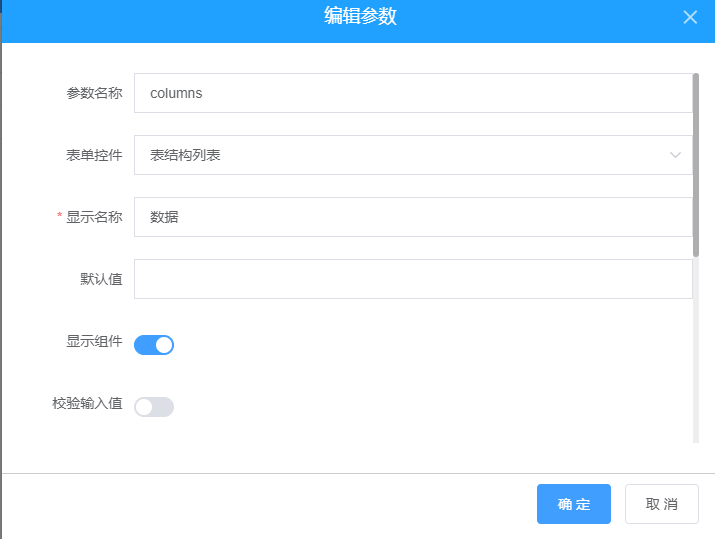 编辑参数
参数名称 columns
表单控件 表结构列表
* 显示名称 数据
默认值
显示组件
校验输入值
确 定 取 消